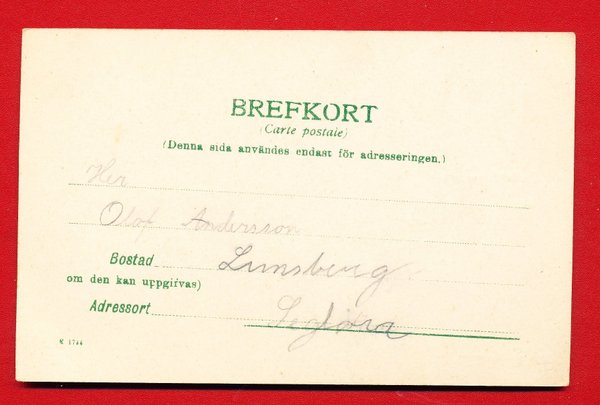 BREFKORT
(Carte postale)
(Denna sida användes endast för adresseringen.)
Her
Olof Andersson
Bostad Lunsberg
om den kan uppgifvas)
Adressort Seglora
1744